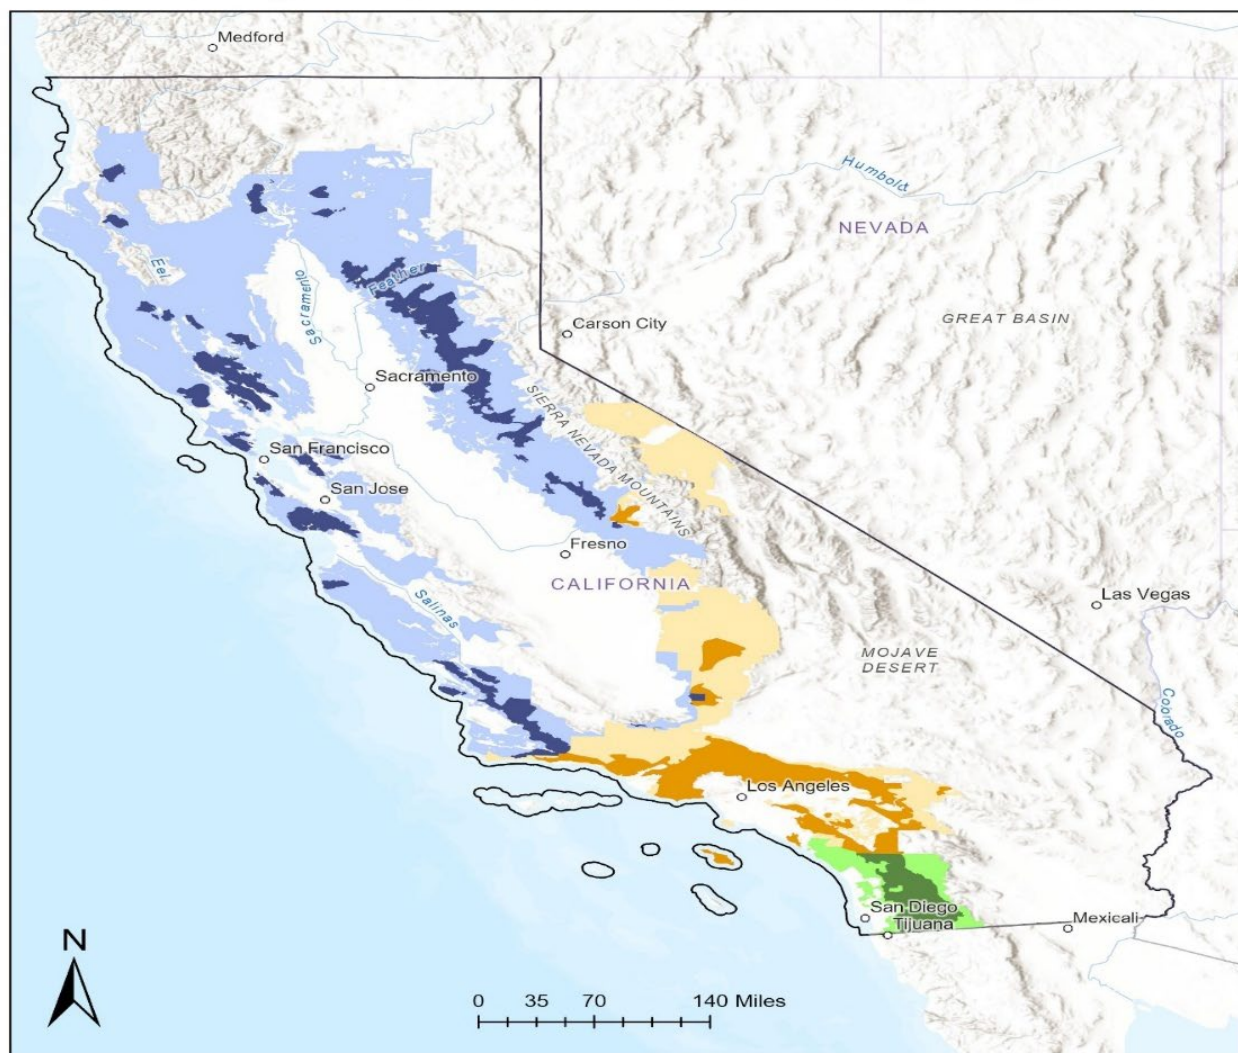 Medford
Humboldt
NEVADA
Eel
Sacramento
Feather
Carson City
GREAT BASIN
Sacramento
SIERRA NEVADA MOUNTAINS
San Francisco
San Jose
Fresno
CALIFORNIA
Salinas
Las Vegas
MOJAVE
DESERT
Colorado
Los Angeles
San Diego
Tijuana
Mexicali
N
0 35 70 140 Miles